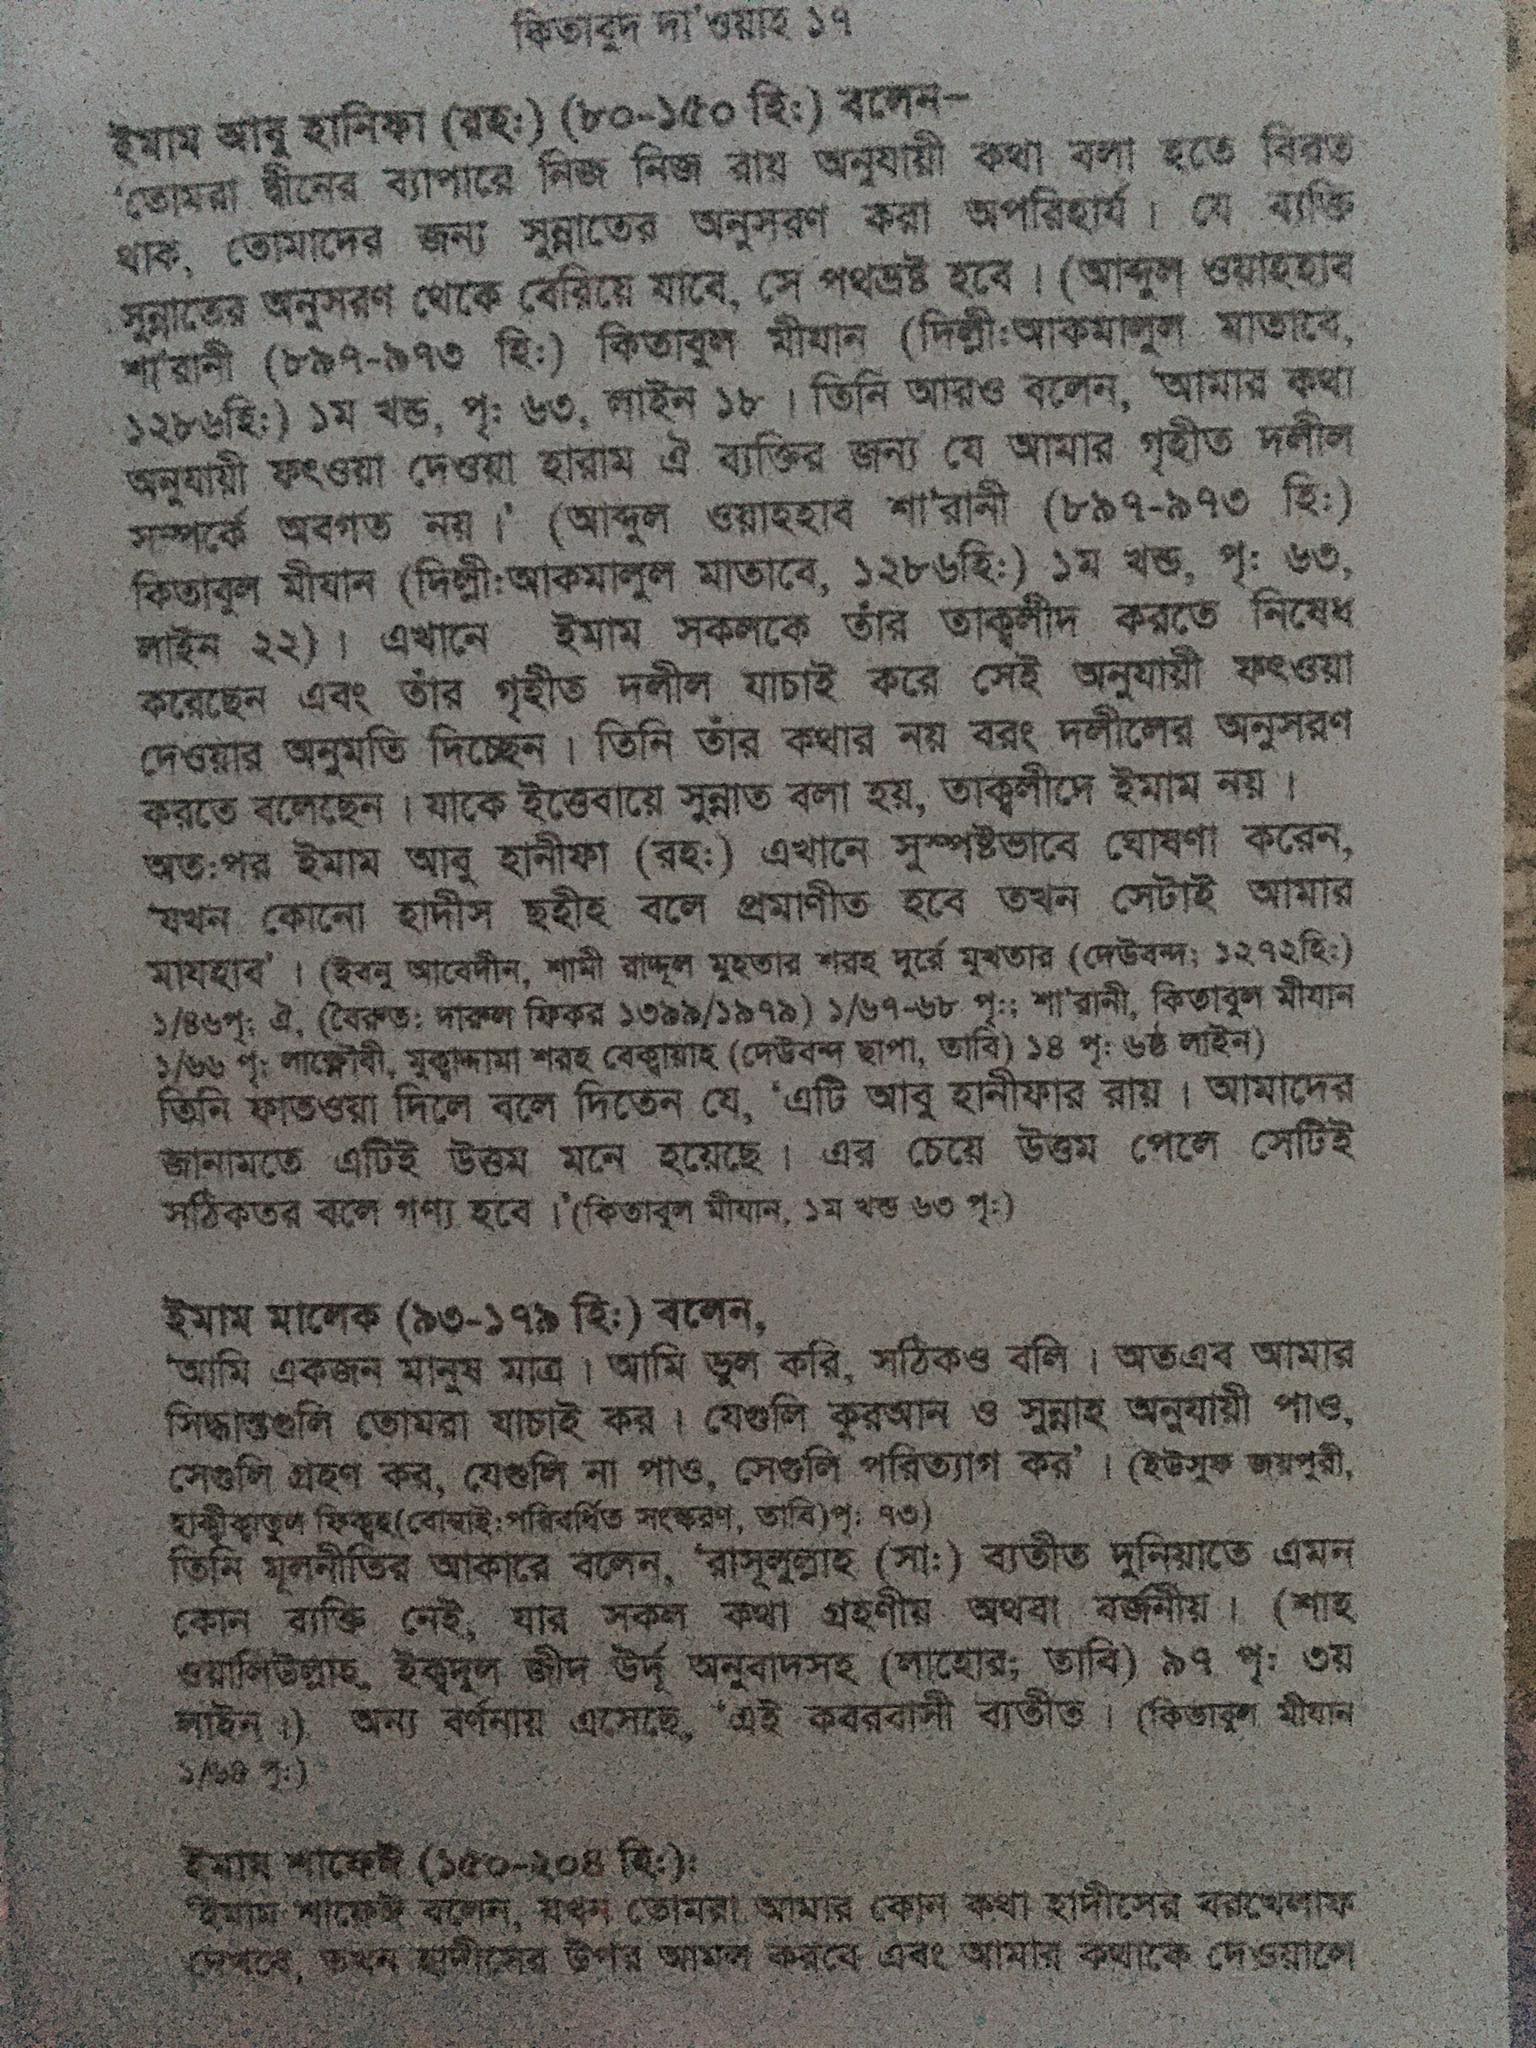 কিতাবুদ দা'ওয়াহ ১৭
ইমাম আবু হানিফা (রহ:) (৮০-১৫০ হি:) বলেন-
'তোমরা দ্বীনের ব্যাপারে নিজ নিজ রায় অনুযায়ী কথা বলা হতে বিরত
থাক, তোমাদের জন্য সুন্নাতের অনুসরণ করা অপরিহার্য। যে ব্যক্তি
সুন্নাতের অনুসরণ থেকে বেরিয়ে যাবে, সে পথভ্রষ্ট হবে। (আব্দুল ওয়াহহাব
শা'রানী (৮৯৭-৯৭৩ হি:) কিতাবুল মীযান (দিল্লী:আকমালুল মাতাবে,
১২৮৬হি:) ১ম খন্ড, পৃ: ৬৩, লাইন ১৮ । তিনি আরও বলেন, 'আমার কথা
অনুযায়ী ফৎওয়া দেওয়া হারাম ঐ ব্যক্তির জন্য যে আমার গৃহীত দলীল
সম্পর্কে অবগত নয়।' (আব্দুল ওয়াহহাব শা'রানী (৮৯৭-৯৭৩ হি:)
কিতাবুল মীযান (দিল্লী:আকমালুল মাতাবে, ১২৮৬হি:) ১ম খন্ড, পৃ: ৬৩,
লাইন ২২)। এখানে ইমাম সকলকে তাঁর তাক্বলীদ করতে নিষেধ
করেছেন এবং তাঁর গৃহীত দলীল যাচাই করে সেই অনুযায়ী ফৎওয়া
দেওয়ার অনুমতি দিচ্ছেন। তিনি তাঁর কথার নয় বরং দলীলের অনুসরণ
করতে বলেছেন। যাকে ইত্তেবায়ে সুন্নাত বলা হয়, তাক্বলীদে ইমাম নয়।
অত:পর ইমাম আবু হানীফা (রহ:) এখানে সুস্পষ্টভাবে ঘোষণা করেন,
'যখন কোনো হাদীস ছহীহ বলে প্রমাণীত হবে তখন সেটাই আমার
মাযহাব'। (ইবনু আবেদীন, শামী রাদ্দুল মুহতার শরহ দুর্রে মুখতার (দেউবন্দ; ১২৭২হি:)
১/৪৬পৃ; ঐ, (বৈরুত: দারুল ফিকর ১৩৯৯/১৯৭৯) ১/৬৭-৬৮ পৃ:; শা'রানী, কিতাবুল মীযান
১/৬৬ পৃ; লাক্ষ্ণৌবী, মুক্বাদ্দামা শরহ বেক্বায়াহ (দেউবন্দ ছাপা, তাবি) ১৪ পৃ: ৬ষ্ঠ লাইন)
তিনি ফাতওয়া দিলে বলে দিতেন যে, 'এটি আবু হানীফার রায়। আমাদের
জানামতে এটিই উত্তম মনে হয়েছে। এর চেয়ে উত্তম পেলে সেটিই
সঠিকতর বলে গণ্য হবে।' (কিতাবুল মীযান, ১ম খন্ড ৬৩ পৃ:)
ইমাম মালেক (৯৩-১৭৯ হি:) বলেন,
'আমি একজন মানুষ মাত্র। আমি ভুল করি, সঠিকও বলি। অতএব আমার
সিদ্ধান্তগুলি তোমরা যাচাই কর। যেগুলি কুরআন ও সুন্নাহ অনুযায়ী পাও,
সেগুলি গ্রহণ কর, যেগুলি না পাও, সেগুলি পরিত্যাগ কর'। (ইউসুফ জয়পুরী,
হাক্বীক্বাতুল ফিক্বহ(বোম্বাই:পরিবর্ধিত সংস্করণ, তাবি)পৃ: ৭৩)
তিনি মূলনীতির আকারে বলেন, 'রাসূলুল্লাহ (সা:) ব্যতীত দুনিয়াতে এমন
কোন ব্যক্তি নেই, যার সকল কথা গ্রহণীয় অথবা বর্জনীয়। (শাহ
ওয়ালিউল্লাহ, ইক্বদুল জীদ উর্দূ অনুবাদসহ (লাহোর; তাবি) ৯৭ পৃ: ৩য়
লাইন।) অন্য বর্ণনায় এসেছে, 'এই কবরবাসী ব্যতীত। (কিতাবুল মীযান
১/৬৪ পৃ:)
ইমাম শাফেঈ (১৫০-২০৪ হি:):
'ইমাম শাফেঈ বলেন, যখন তোমরা আমার কোন কথা হাদীসের বরখেলাফ
দেখবে, তখন হাদীসের উপর আমল করবে এবং আমার কথাকে দেওয়ালে